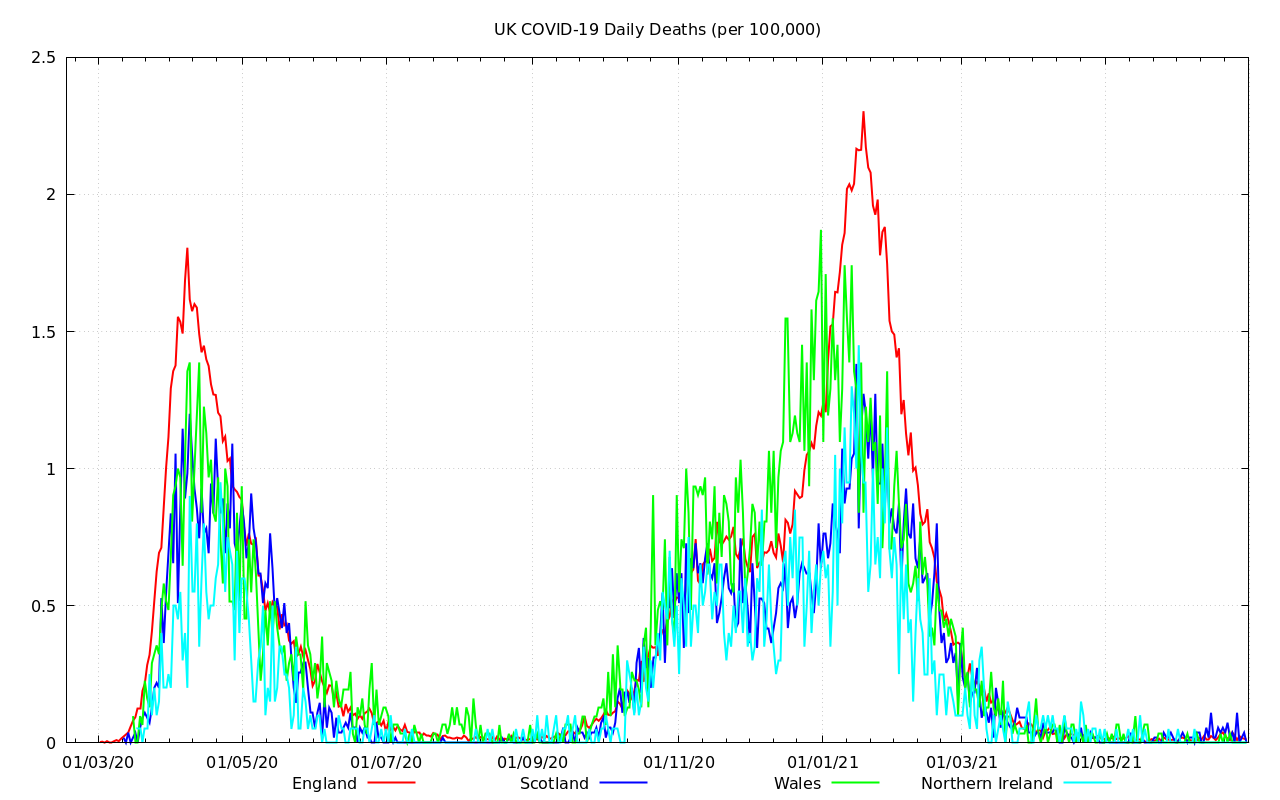 UK COVID-19 Daily Deaths (per 100,000)
2.5
2
1.5
1
0.5
0
01/03/20 01/05/20 01/07/20 01/09/20 01/11/20 01/01/21 01/03/21 01/05/21
England Scotland Wales Northern Ireland